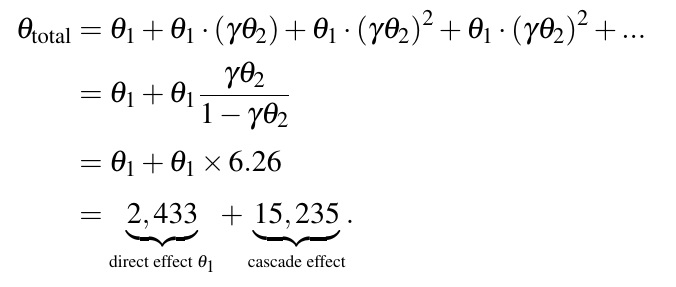 θtotal = θ₁ + θ₁ · (γθ₂) + θ₁ · (γθ₂)² + θ₁ · (γθ₂)² + ...
= θ₁ + θ₁ γθ₂ / 1 − γθ₂
= θ₁ + θ₁ × 6.26
= 2,433 + 15,235 .
direct effect θ₁ cascade effect